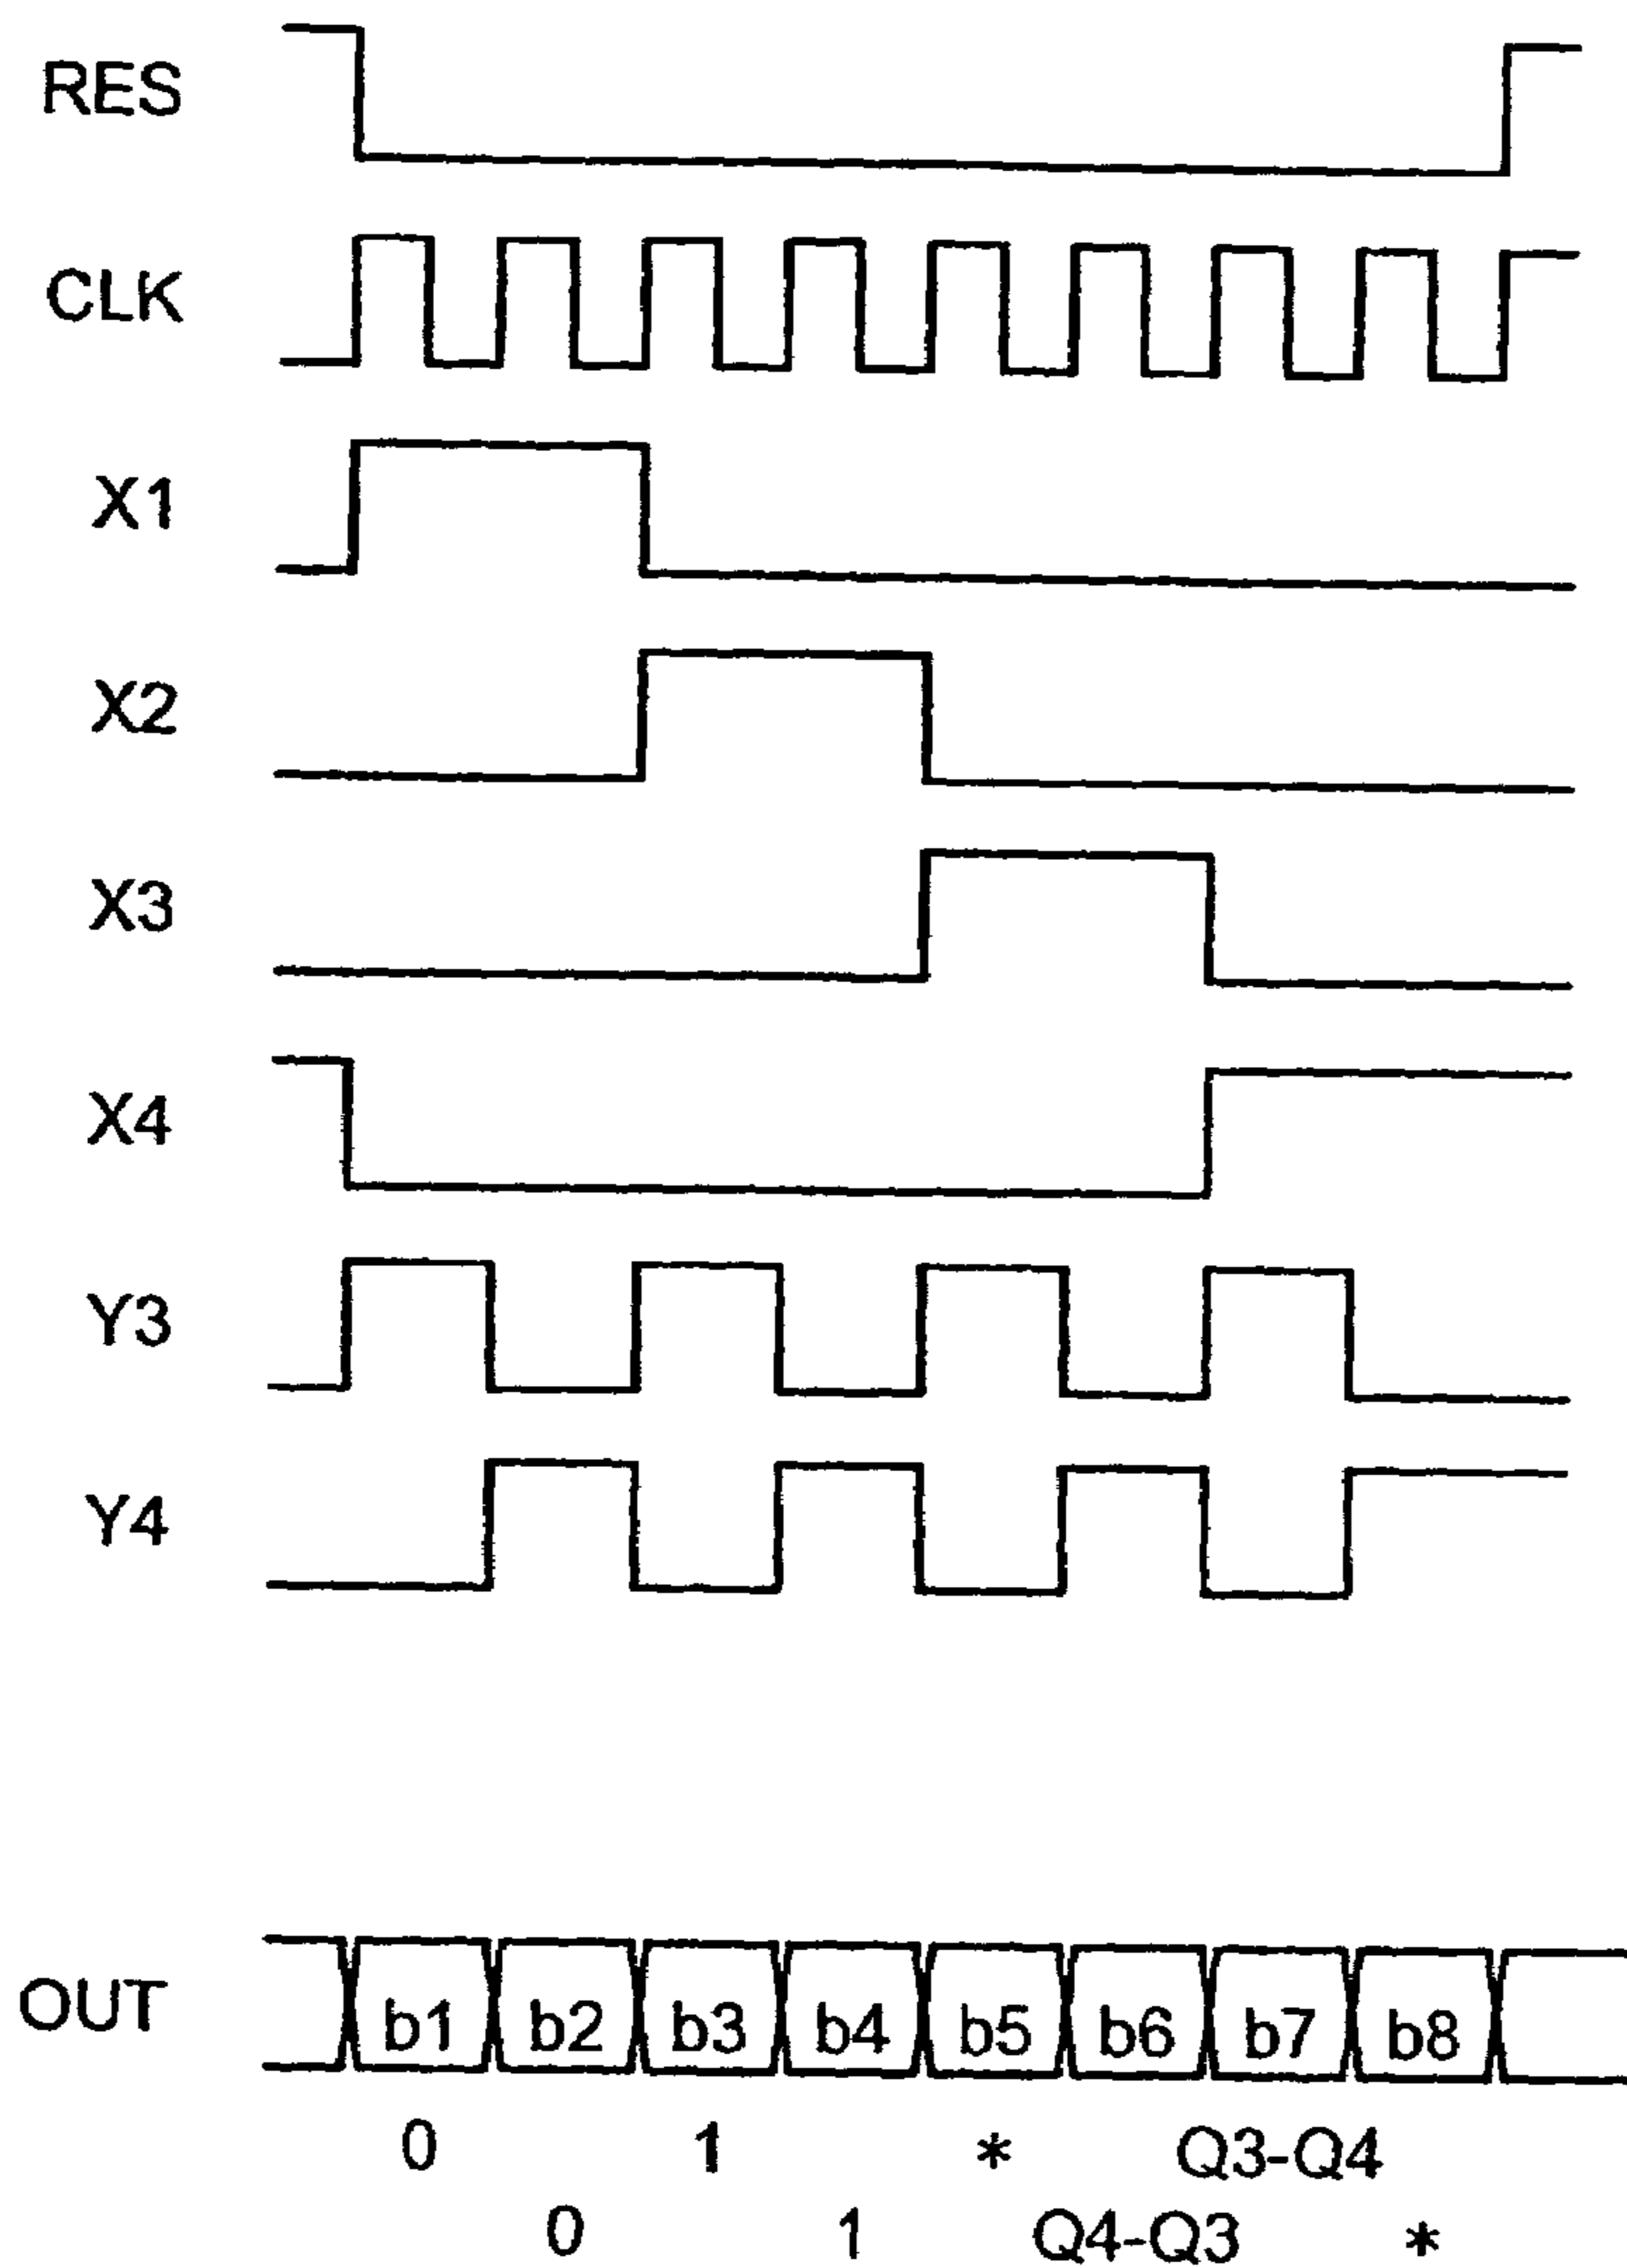 RES
CLK
X1
X2
X3
X4
Y3
Y4
OUT b1 b2 b3 b4 b5 b6 b7 b8
0 1 * Q3-Q4
0 1 Q4-Q3 *